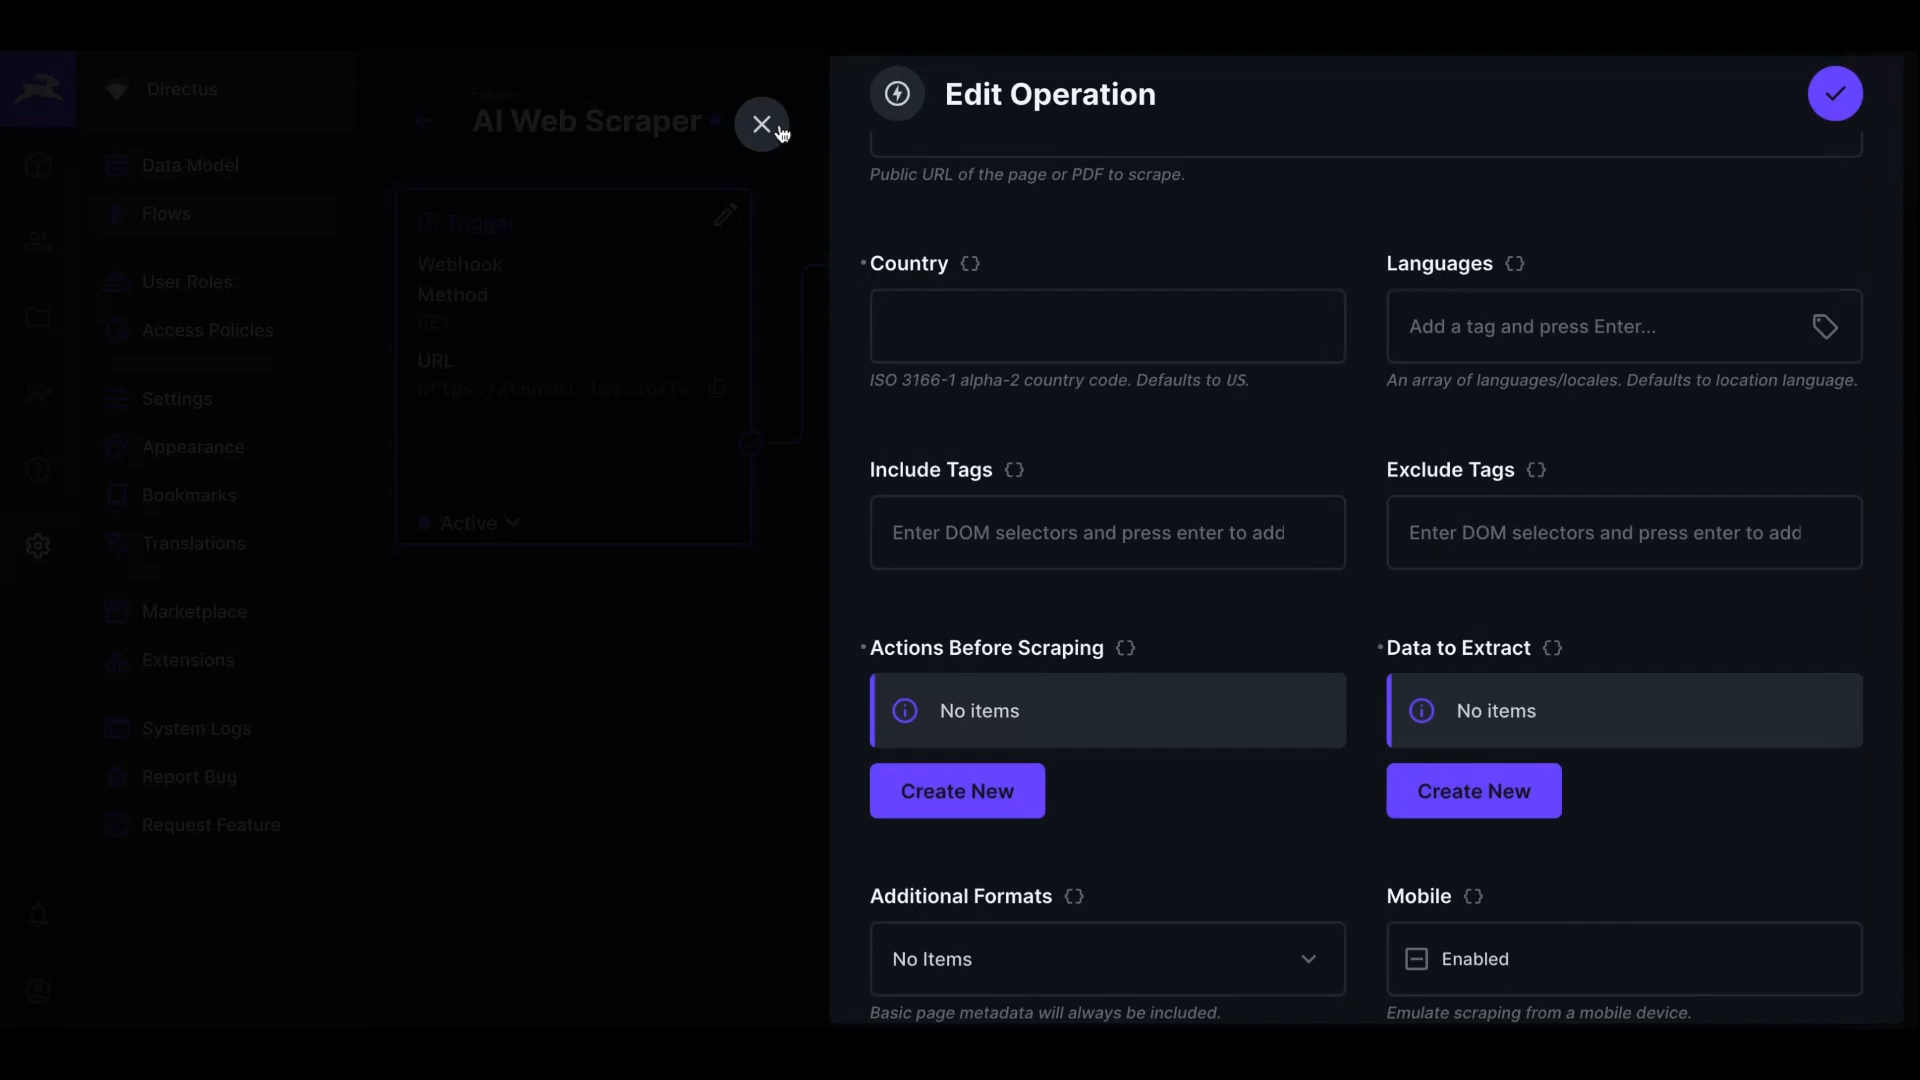 Directus
Data Model
Flows
User Roles
Access Policies
Settings
Appearance
Bookmarks
Translations
Marketplace
Extensions
System Logs
Report Bug
Request Feature
Flows
AI Web Scraper
Trigger
Webhook
Method
GET
URL
Active
Edit Operation
Public URL of the page or PDF to scrape.
Country
ISO 3166-1 alpha-2 country code. Defaults to US.
Languages
Add a tag and press Enter...
An array of languages/locales. Defaults to location language.
Include Tags
Enter DOM selectors and press enter to add
Exclude Tags
Enter DOM selectors and press enter to add
Actions Before Scraping
No items
Create New
Data to Extract
No items
Create New
Additional Formats
No Items
Basic page metadata will always be included.
Mobile
Enabled
Emulate scraping from a mobile device.